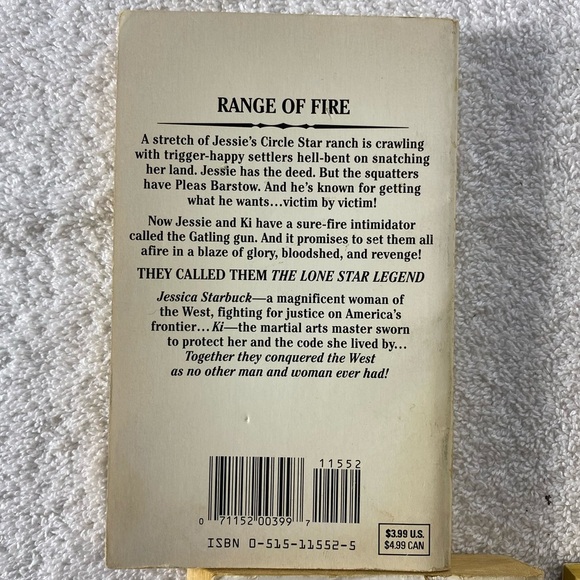 RANGE OF FIRE
A stretch of Jessie's Circle Star ranch is crawling
with trigger-happy settlers hell-bent on snatching
her land. Jessie has the deed. But the squatters
have Pleas Barstow. And he's known for getting
what he wants...victim by victim!
Now Jessie and Ki have a sure-fire intimidator
called the Gatling gun. And it promises to set them all
afire in a blaze of glory, bloodshed, and revenge!
THEY CALLED THEM THE LONE STAR LEGEND
Jessica Starbuck—a magnificent woman of
the West, fighting for justice on America's
frontier...Ki—the martial arts master sworn
to protect her and the code she lived by...
Together they conquered the West
as no other man and woman ever had!
11552
0 71152 00399 7
ISBN 0-515-11552-5
$3.99 U.S.
$4.99 CAN